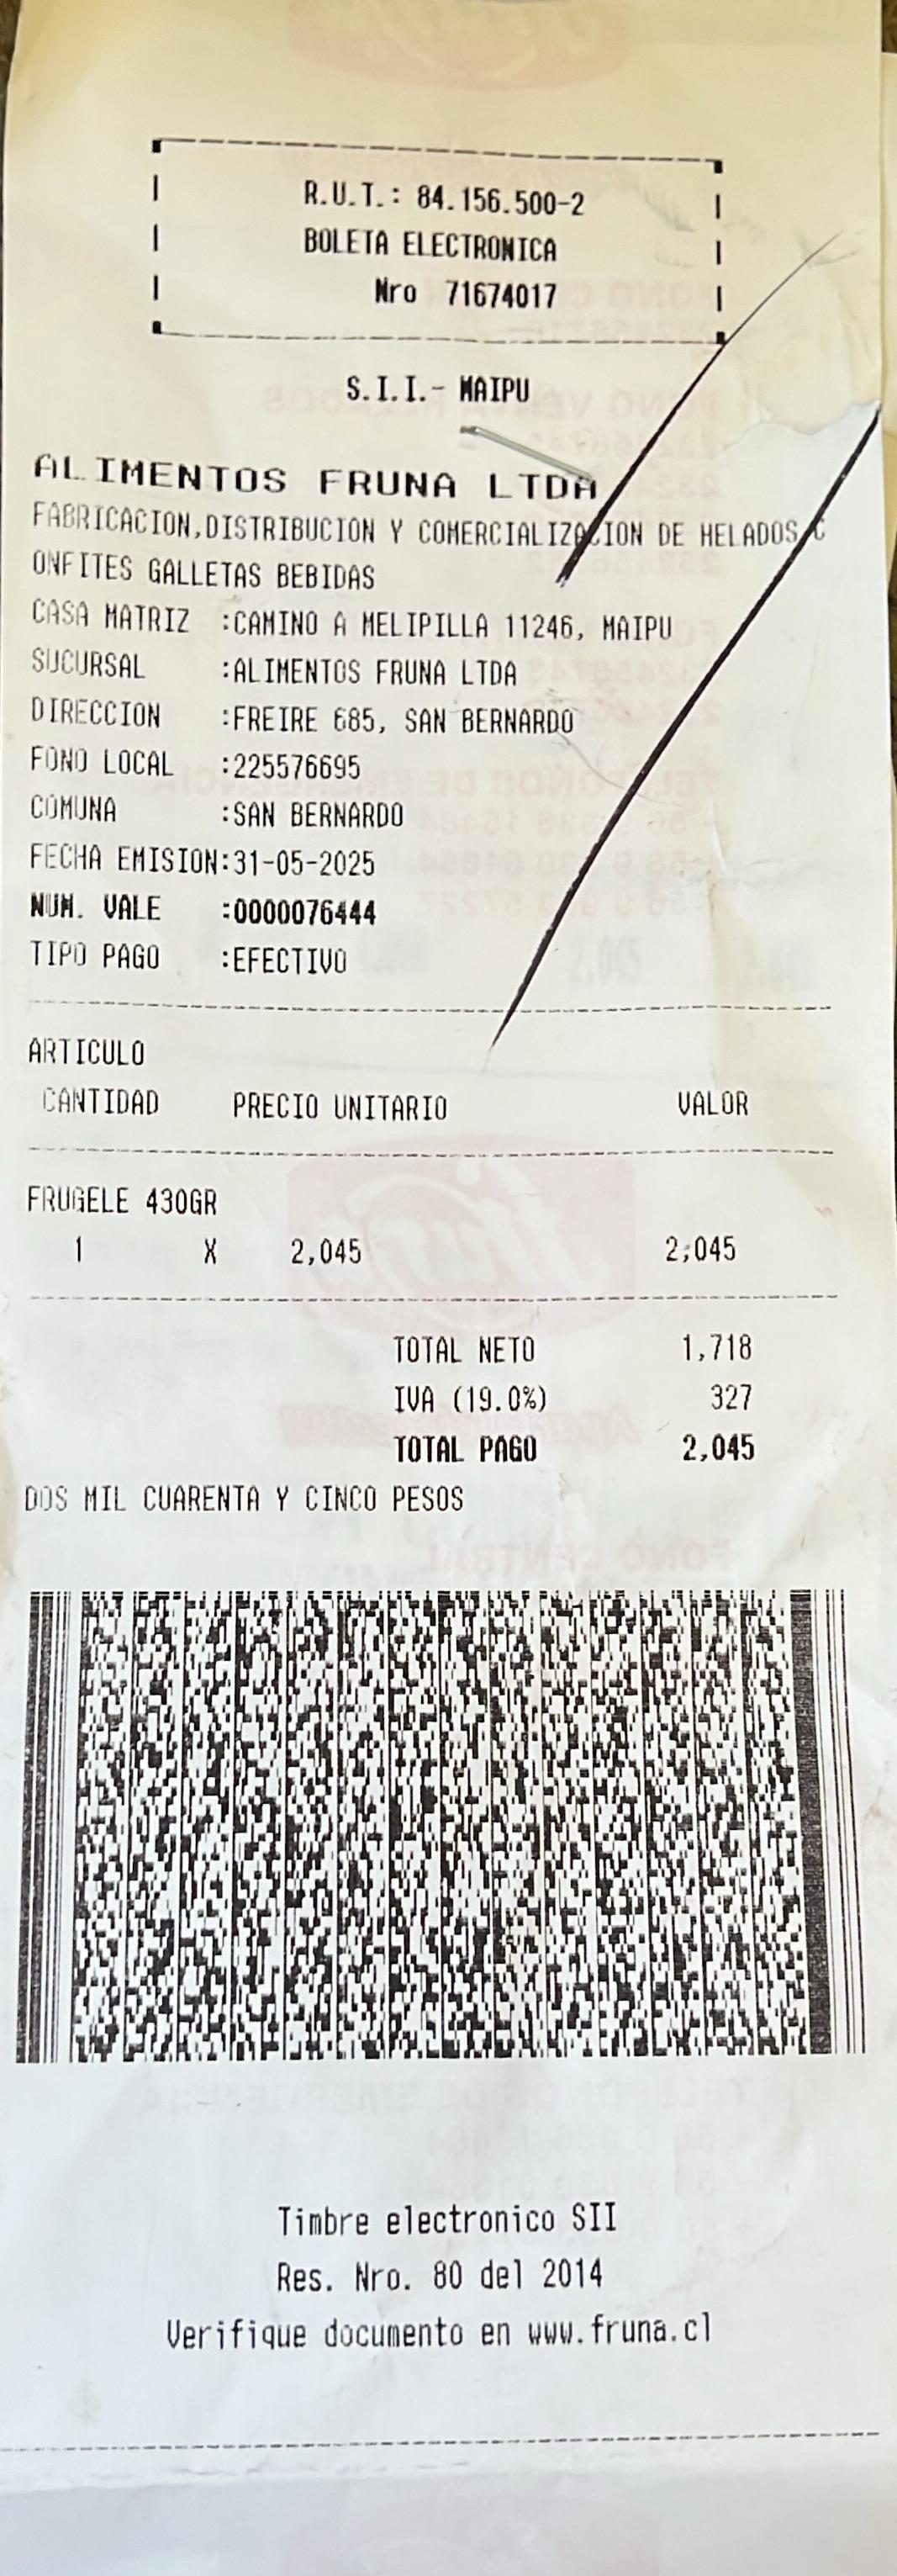 R.U.T.: 84.156.500-2
BOLETA ELECTRONICA
Nro 71674017
S.I.I.- MAIPU
ALIMENTOS FRUNA LTDA
FABRICACION,DISTRIBUCION Y COMERCIALIZACION DE HELADOS C
ONFITES GALLETAS BEBIDAS
CASA MATRIZ :CAMINO A MELIPILLA 11246, MAIPU
SUCURSAL :ALIMENTOS FRUNA LTDA
DIRECCION :FREIRE 685, SAN BERNARDO
FONO LOCAL :225576695
COMUNA :SAN BERNARDO
FECHA EMISION:31-05-2025
NUM. VALE :0000076444
TIPO PAGO :EFECTIVO
ARTICULO
CANTIDAD PRECIO UNITARIO VALOR
FRUGELE 430GR
1 X 2,045 2,045
TOTAL NETO 1,718
IVA (19.0%) 327
TOTAL PAGO 2,045
DOS MIL CUARENTA Y CINCO PESOS
Timbre electronico SII
Res. Nro. 80 del 2014
Verifique documento en www.fruna.cl